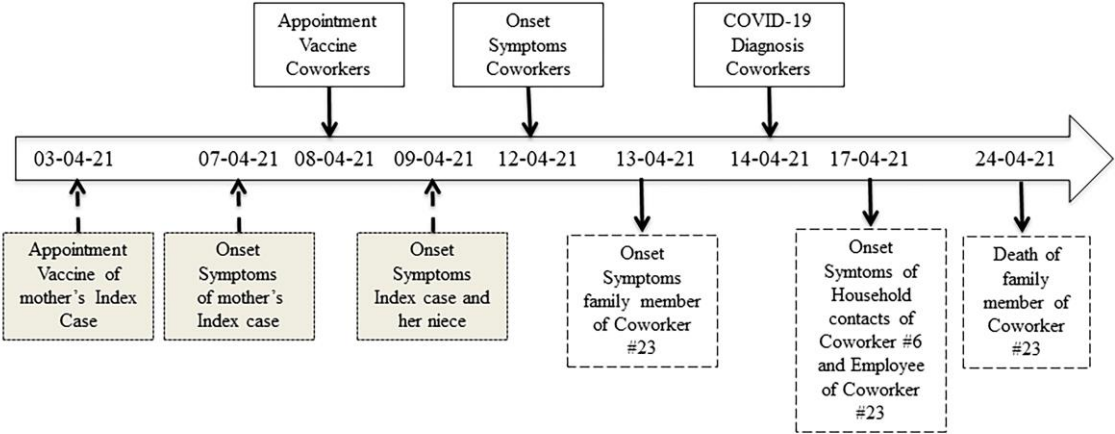 Appointment
Vaccine
Coworkers
Onset
Symptoms
Coworkers
COVID-19
Diagnosis
Coworkers
03-04-21
07-04-21
08-04-21
09-04-21
12-04-21
13-04-21
14-04-21
17-04-21
24-04-21
Appointment
Vaccine of
mother's Index
Case
Onset
Symptoms
of mother's
Index case
Onset
Symptoms
Index case and
her niece
Onset
Symptoms
family member
of Coworker
#23
Onset
Symtoms of
Household
contacts of
Coworker #6
and Employee
of Coworker
#23
Death of
family
member of
Coworker
#23